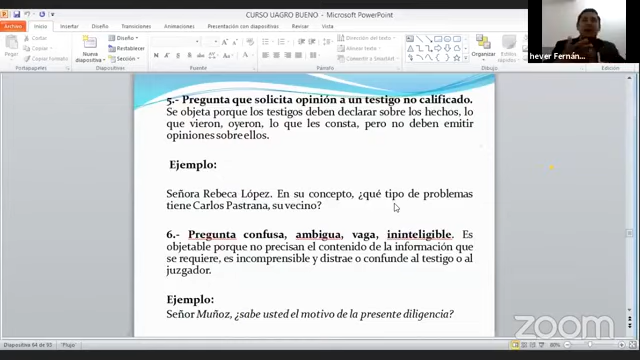 CURSO UAGRO BUENO - Microsoft PowerPoint
Archivo Inicio Insertar Diseño Transiciones Animaciones Presentación con diapositivas Revisar Vista
Pegar
Nueva
diapositiva
Diseño
Restablecer
Sección
Dirección del texto
Organizar
Estilos
rápidos
Edición
Portapapeles Diapositivas Fuente Párrafo Dibujo Edición
hever Fernán...
5.- Pregunta que solicita opinión a un testigo no calificado.
Se objeta porque los testigos deben declarar sobre los hechos, lo
que vieron, oyeron, lo que les consta, pero no deben emitir
opiniones sobre ellos.
Ejemplo:
Señora Rebeca López. En su concepto, ¿qué tipo de problemas
tiene Carlos Pastrana, su vecino?
6.- Pregunta confusa, ambigua, vaga, ininteligible. Es
objetable porque no precisan el contenido de la información que
se requiere, es incomprensible y distrae o confunde al testigo o al
juzgador.
Ejemplo:
Señor Muñoz, ¿sabe usted el motivo de la presente diligencia?
zoom
Diapositiva 64 de 93 "Flujo"